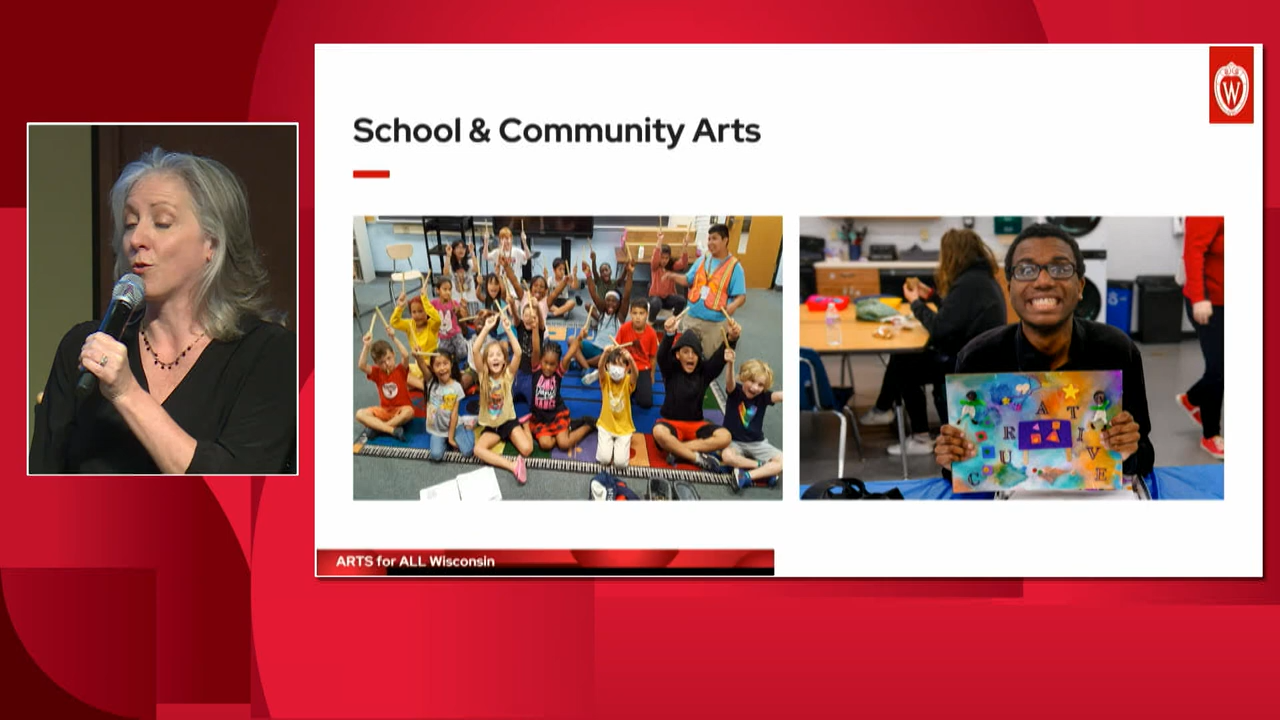 School & Community Arts
W
C R U A T I V E
ARTS for ALL Wisconsin